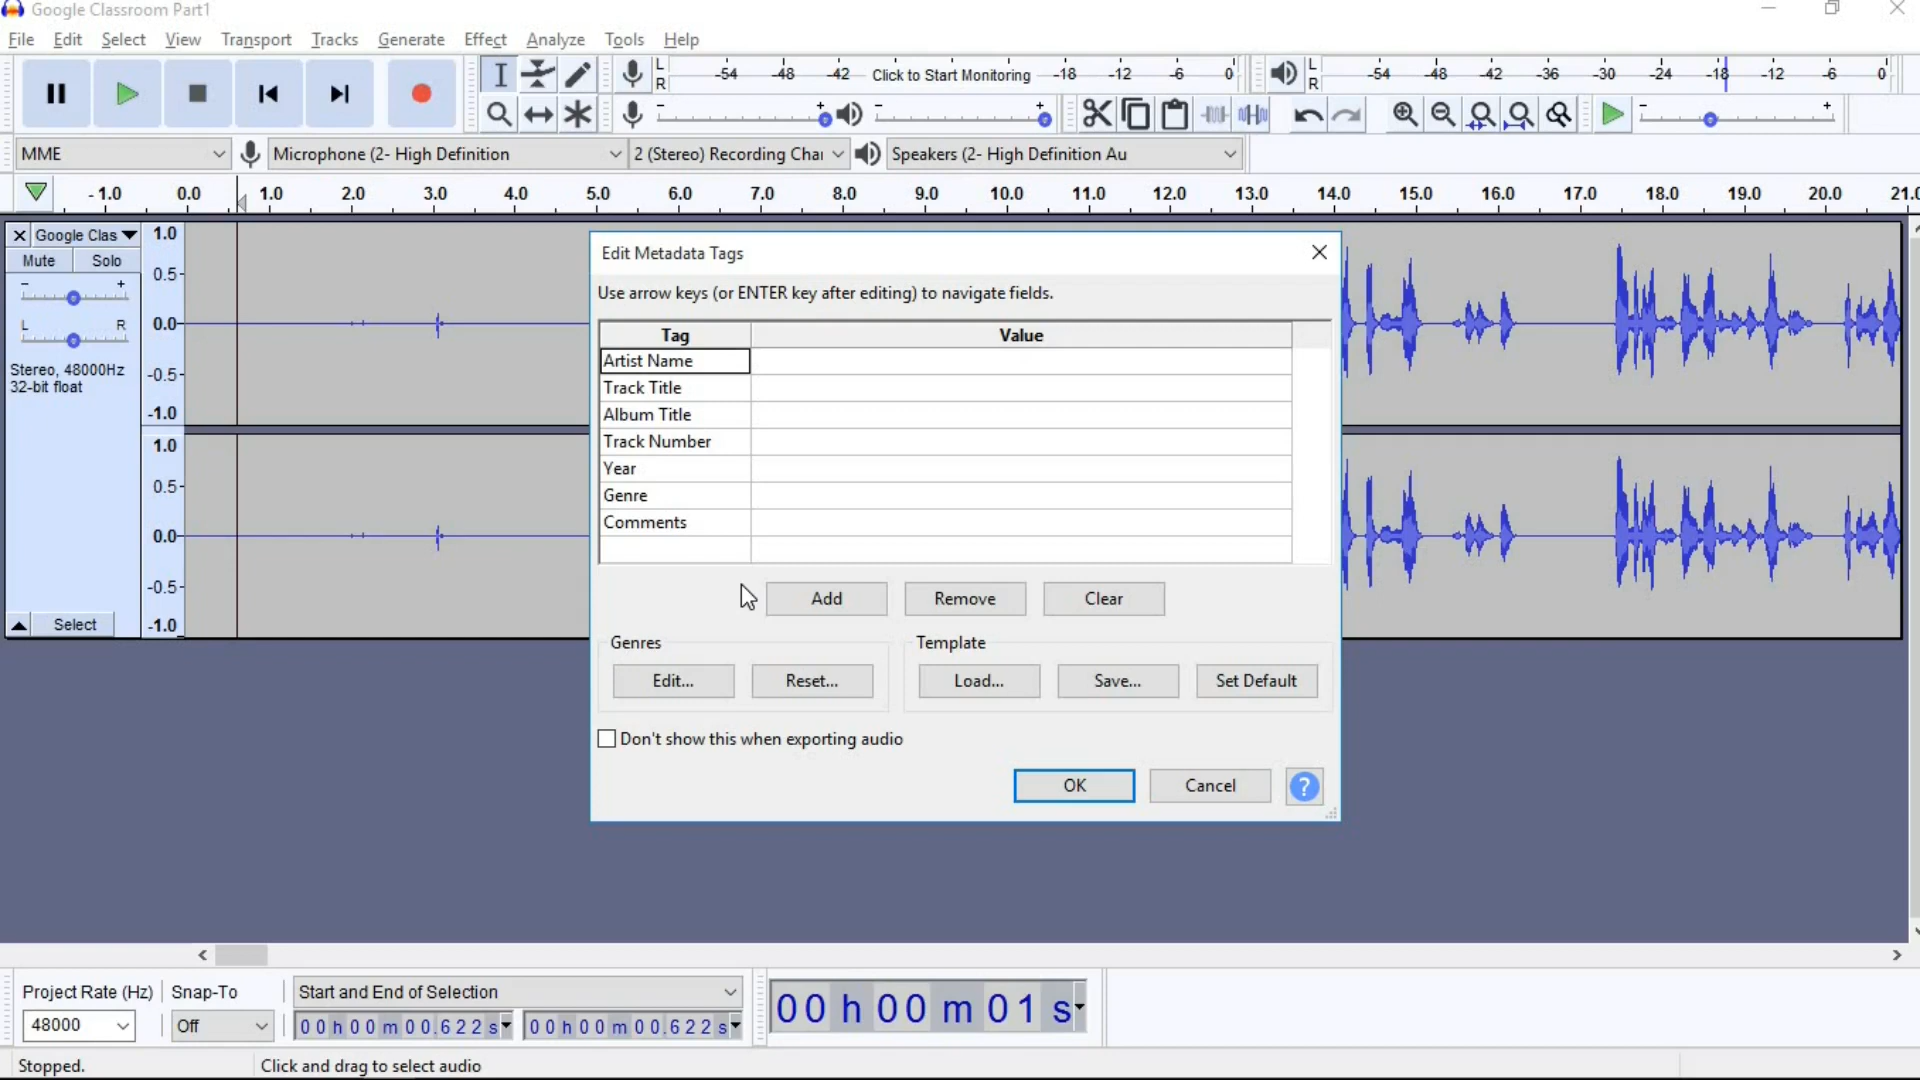 Google Classroom Part1
File Edit Select View Transport Tracks Generate Effect Analyze Tools Help
L R -54 -48 -42 Click to Start Monitoring -18 -12 -6 0
L R -54 -48 -42 -36 -30 -24 -18 -12 -6 0
- + - + - +
MME Microphone (2- High Definition 2 (Stereo) Recording Chai Speakers (2- High Definition Au
-1.0 0.0 1.0 2.0 3.0 4.0 5.0 6.0 7.0 8.0 9.0 10.0 11.0 12.0 13.0 14.0 15.0 16.0 17.0 18.0 19.0 20.0 21.0
Google Clas
Mute Solo
- +
L R
Stereo, 48000Hz
32-bit float
Select
1.0
0.5-
0.0-
-0.5-
-1.0
1.0
0.5-
0.0-
-0.5-
-1.0
Edit Metadata Tags
Use arrow keys (or ENTER key after editing) to navigate fields.
Tag Value
Artist Name
Track Title
Album Title
Track Number
Year
Genre
Comments
Add Remove Clear
Genres Template
Edit... Reset... Load... Save... Set Default
Don't show this when exporting audio
OK Cancel ?
Project Rate (Hz) Snap-To Start and End of Selection
48000 Off 00h00m00.622s 00h00m00.622s
00h00m01s
Stopped. Click and drag to select audio